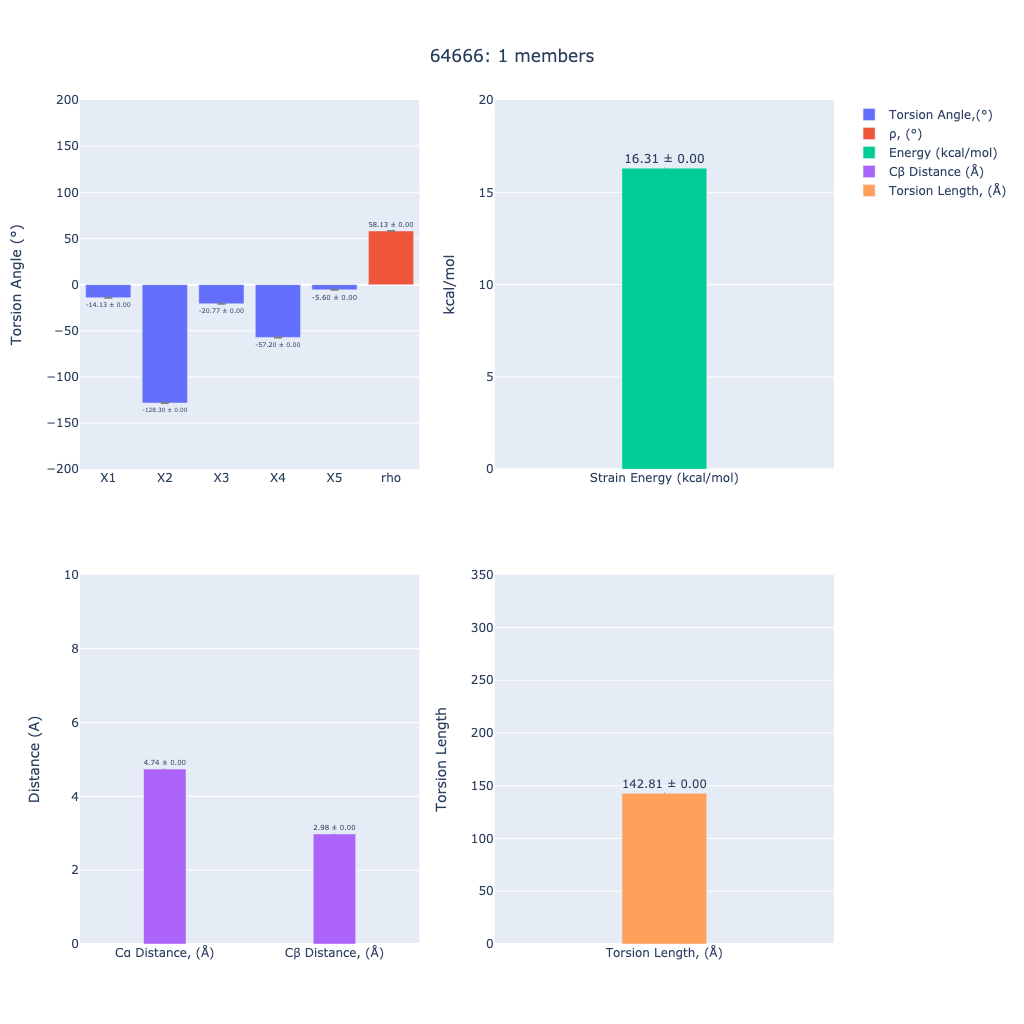 64666: 1 members
200
150
100
50
0
−50
−100
−150
−200
Torsion Angle (°)
-14.13 ± 0.00
-128.30 ± 0.00
-20.77 ± 0.00
-57.20 ± 0.00
-5.60 ± 0.00
58.13 ± 0.00
X1 X2 X3 X4 X5 rho
20
15
10
5
0
kcal/mol
16.31 ± 0.00
Strain Energy (kcal/mol)
Torsion Angle,(°)
ρ, (°)
Energy (kcal/mol)
Cβ Distance (Å)
Torsion Length, (Å)
10
8
6
4
2
0
Distance (A)
4.74 ± 0.00
2.98 ± 0.00
Cα Distance, (Å) Cβ Distance, (Å)
350
300
250
200
150
100
50
0
Torsion Length
142.81 ± 0.00
Torsion Length, (Å)